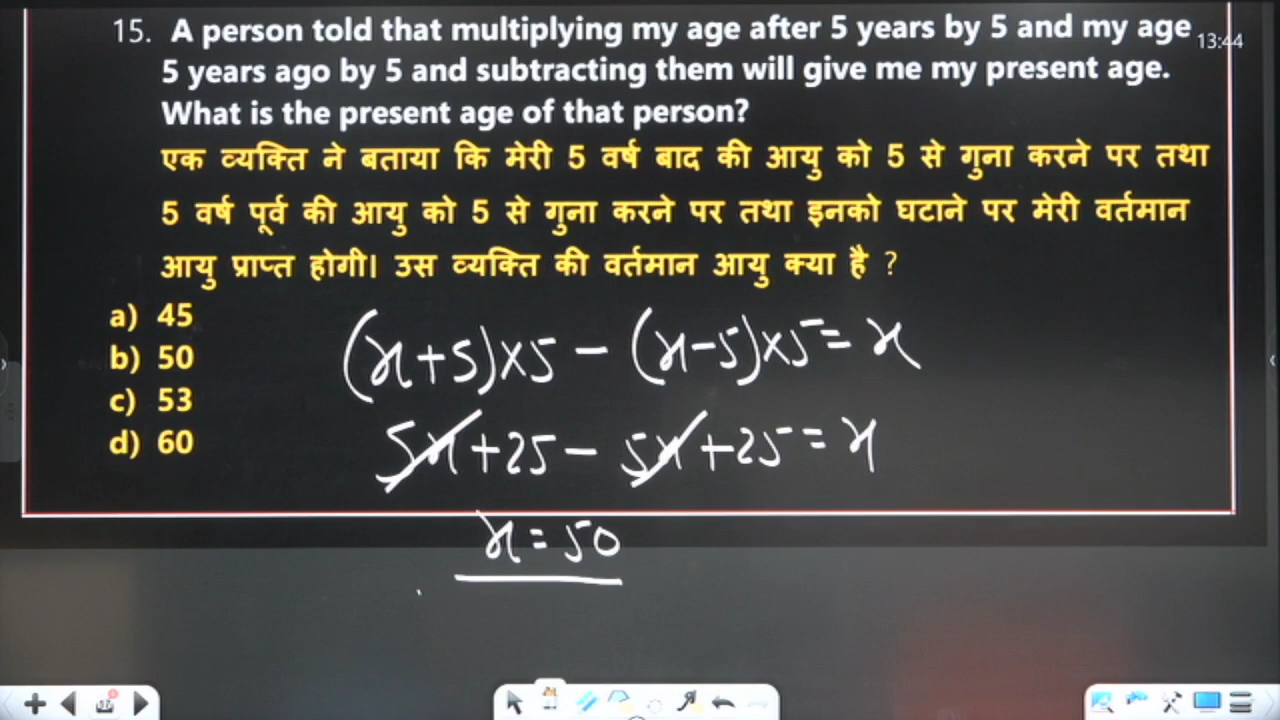 15. A person told that multiplying my age after 5 years by 5 and my age
13:44
5 years ago by 5 and subtracting them will give me my present age.
What is the present age of that person?
एक व्यक्ति ने बताया कि मेरी 5 वर्ष बाद की आयु को 5 से गुना करने पर तथा
5 वर्ष पूर्व की आयु को 5 से गुना करने पर तथा इनको घटाने पर मेरी वर्तमान
आयु प्राप्त होगी। उस व्यक्ति की वर्तमान आयु क्या है ?
a) 45
b) 50
c) 53
d) 60
(x+5)×5 - (x-5)×5 = x
5x+25 - 5x+25 = x
x = 50